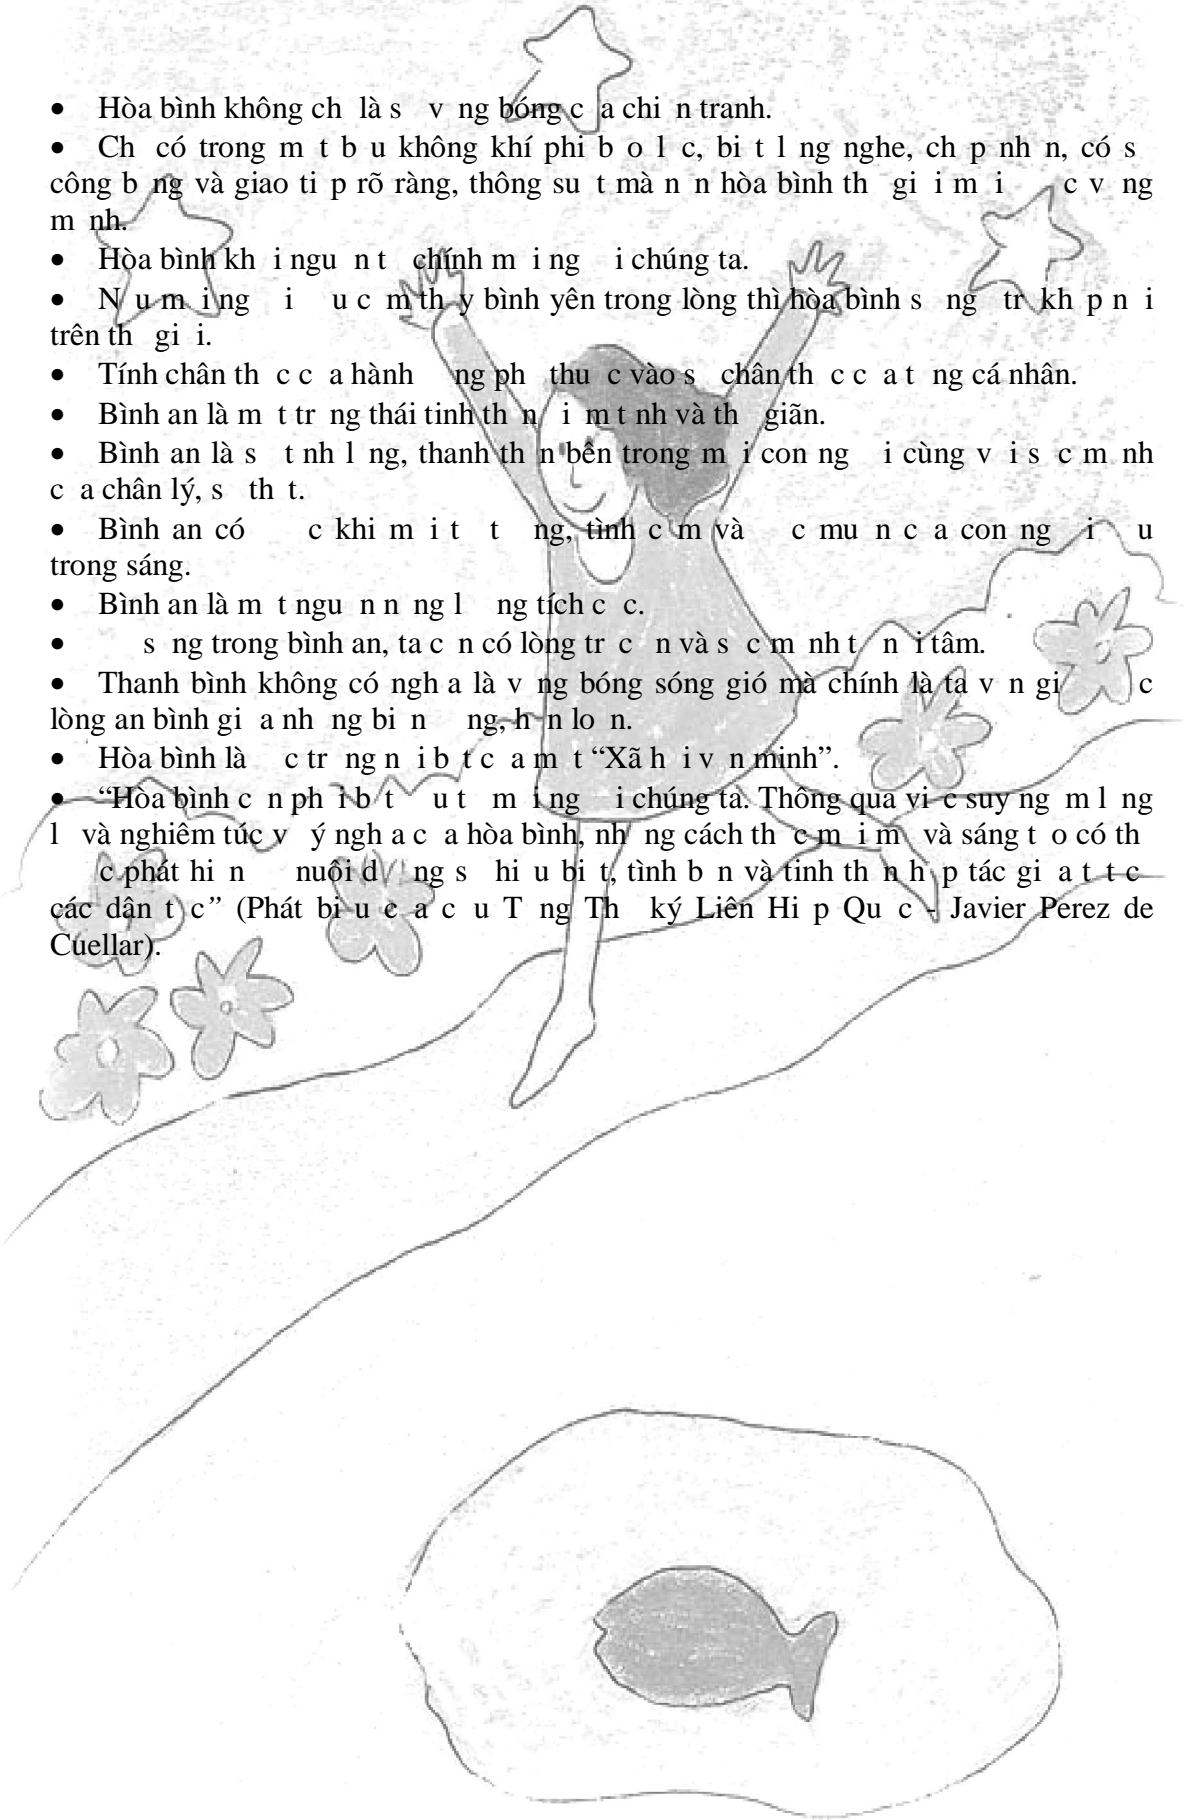 • Hòa bình không ch là s v ng bóng c a chi n tranh.
• Ch có trong m t b u không khí phi b o l c, bi t l ng nghe, ch p nh n, có s
công b ng và giao ti p rõ ràng, thông su t mà n n hòa bình th gi i m i c v ng
m nh.
• Hòa bình kh i ngu n t chính m i ng i chúng ta.
• N u m i ng i u c m th y bình yên trong lòng thì hòa bình s ng tr kh p n i
trên th gi i.
• Tính chân th c c a hành ng ph thu c vào s chân th c c a t ng cá nhân.
• Bình an là m t tr ng thái tinh th n i m t nh và th giãn.
• Bình an là s t nh l ng, thanh th n bên trong m i con ng i cùng v i s c m nh
c a chân lý, s th t.
• Bình an có c khi m i t t ng, tình c m và c mu n c a con ng i u
trong sáng.
• Bình an là m t ngu n n ng l ng tích c c.
• s ng trong bình an, ta c n có lòng tr c n và s c m nh t n i tâm.
• Thanh bình không có ngh a là v ng bóng sóng gió mà chính là ta v n gi c
lòng an bình gi a nh ng bi n ng, h n lo n.
• Hòa bình là c tr ng n i b t c a m t “Xã h i v n minh”.
• “Hòa bình c n ph i b t u t m i ng i chúng ta. Thông qua vi c suy ng m l ng
l và nghiêm túc v ý ngh a c a hòa bình, nh ng cách th c m i m và sáng t o có th
c phát hi n nuôi d ng s hi u bi t, tình b n và tinh th n h p tác gi a t t c
các dân t c” (Phát bi u c a c u T ng Th ký Liên Hi p Qu c - Javier Pérez de
Cuellar).